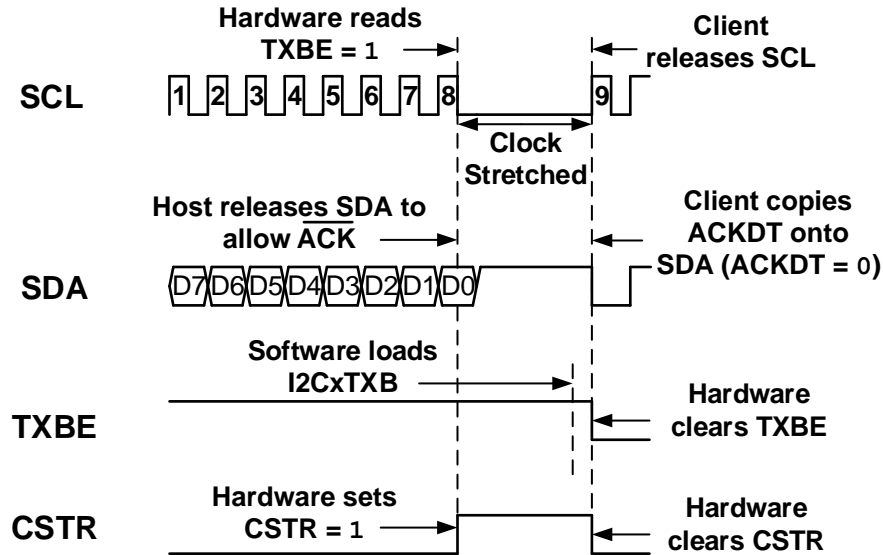 Hardware reads
TXBE = 1
Client
releases SCL
SCL
1 2 3 4 5 6 7 8 9
Clock
Stretched
Host releases SDA to
allow A̅C̅K̅
Client copies
ACKDT onto
SDA (ACKDT = 0)
SDA
D7 D6 D5 D4 D3 D2 D1 D0
Software loads
I2CxTXB
TXBE
Hardware
clears TXBE
Hardware sets
CSTR = 1
CSTR
Hardware
clears CSTR